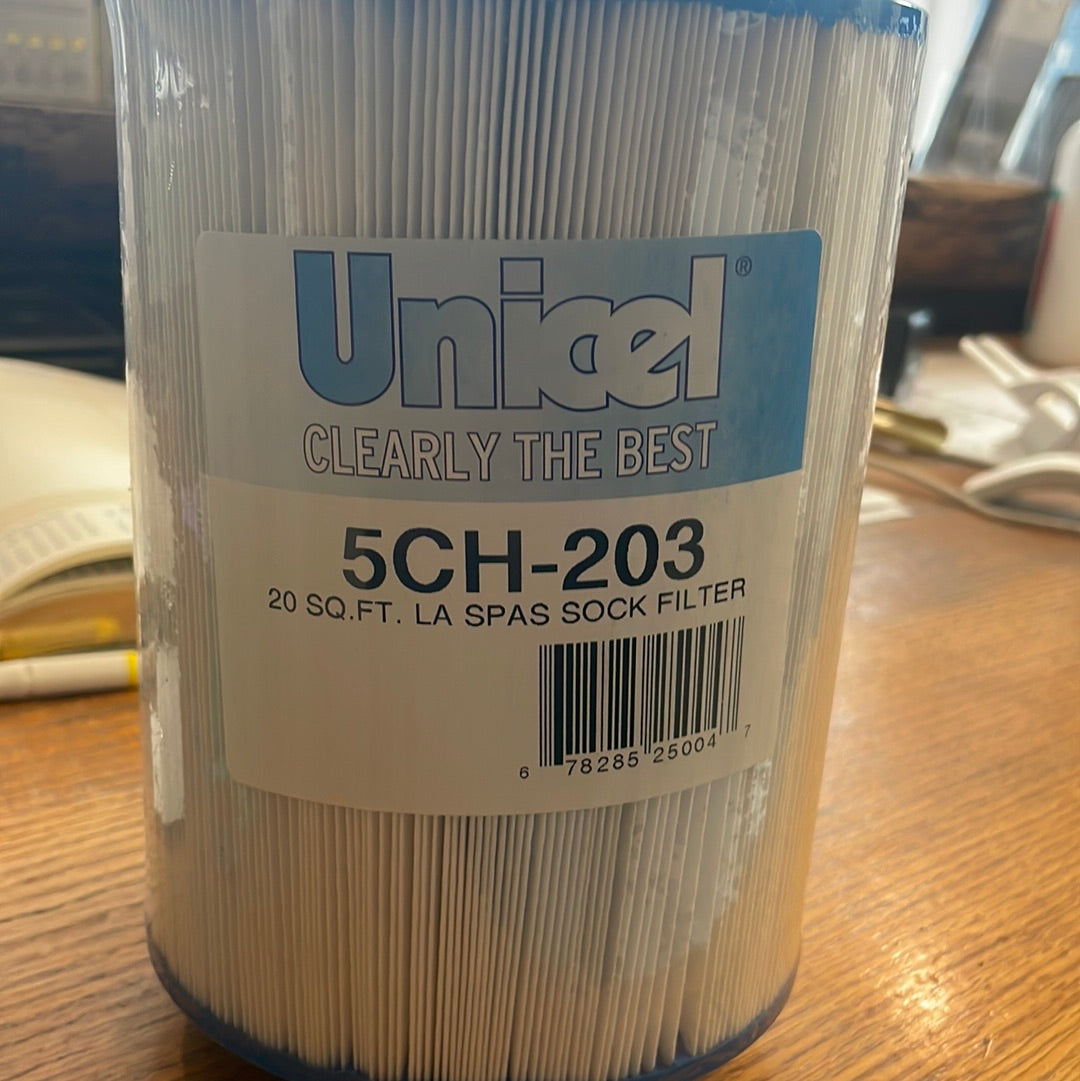 Unicel®
CLEARLY THE BEST
5CH-203
20 SQ.FT. LA SPAS SOCK FILTER
6 78285 25004 7